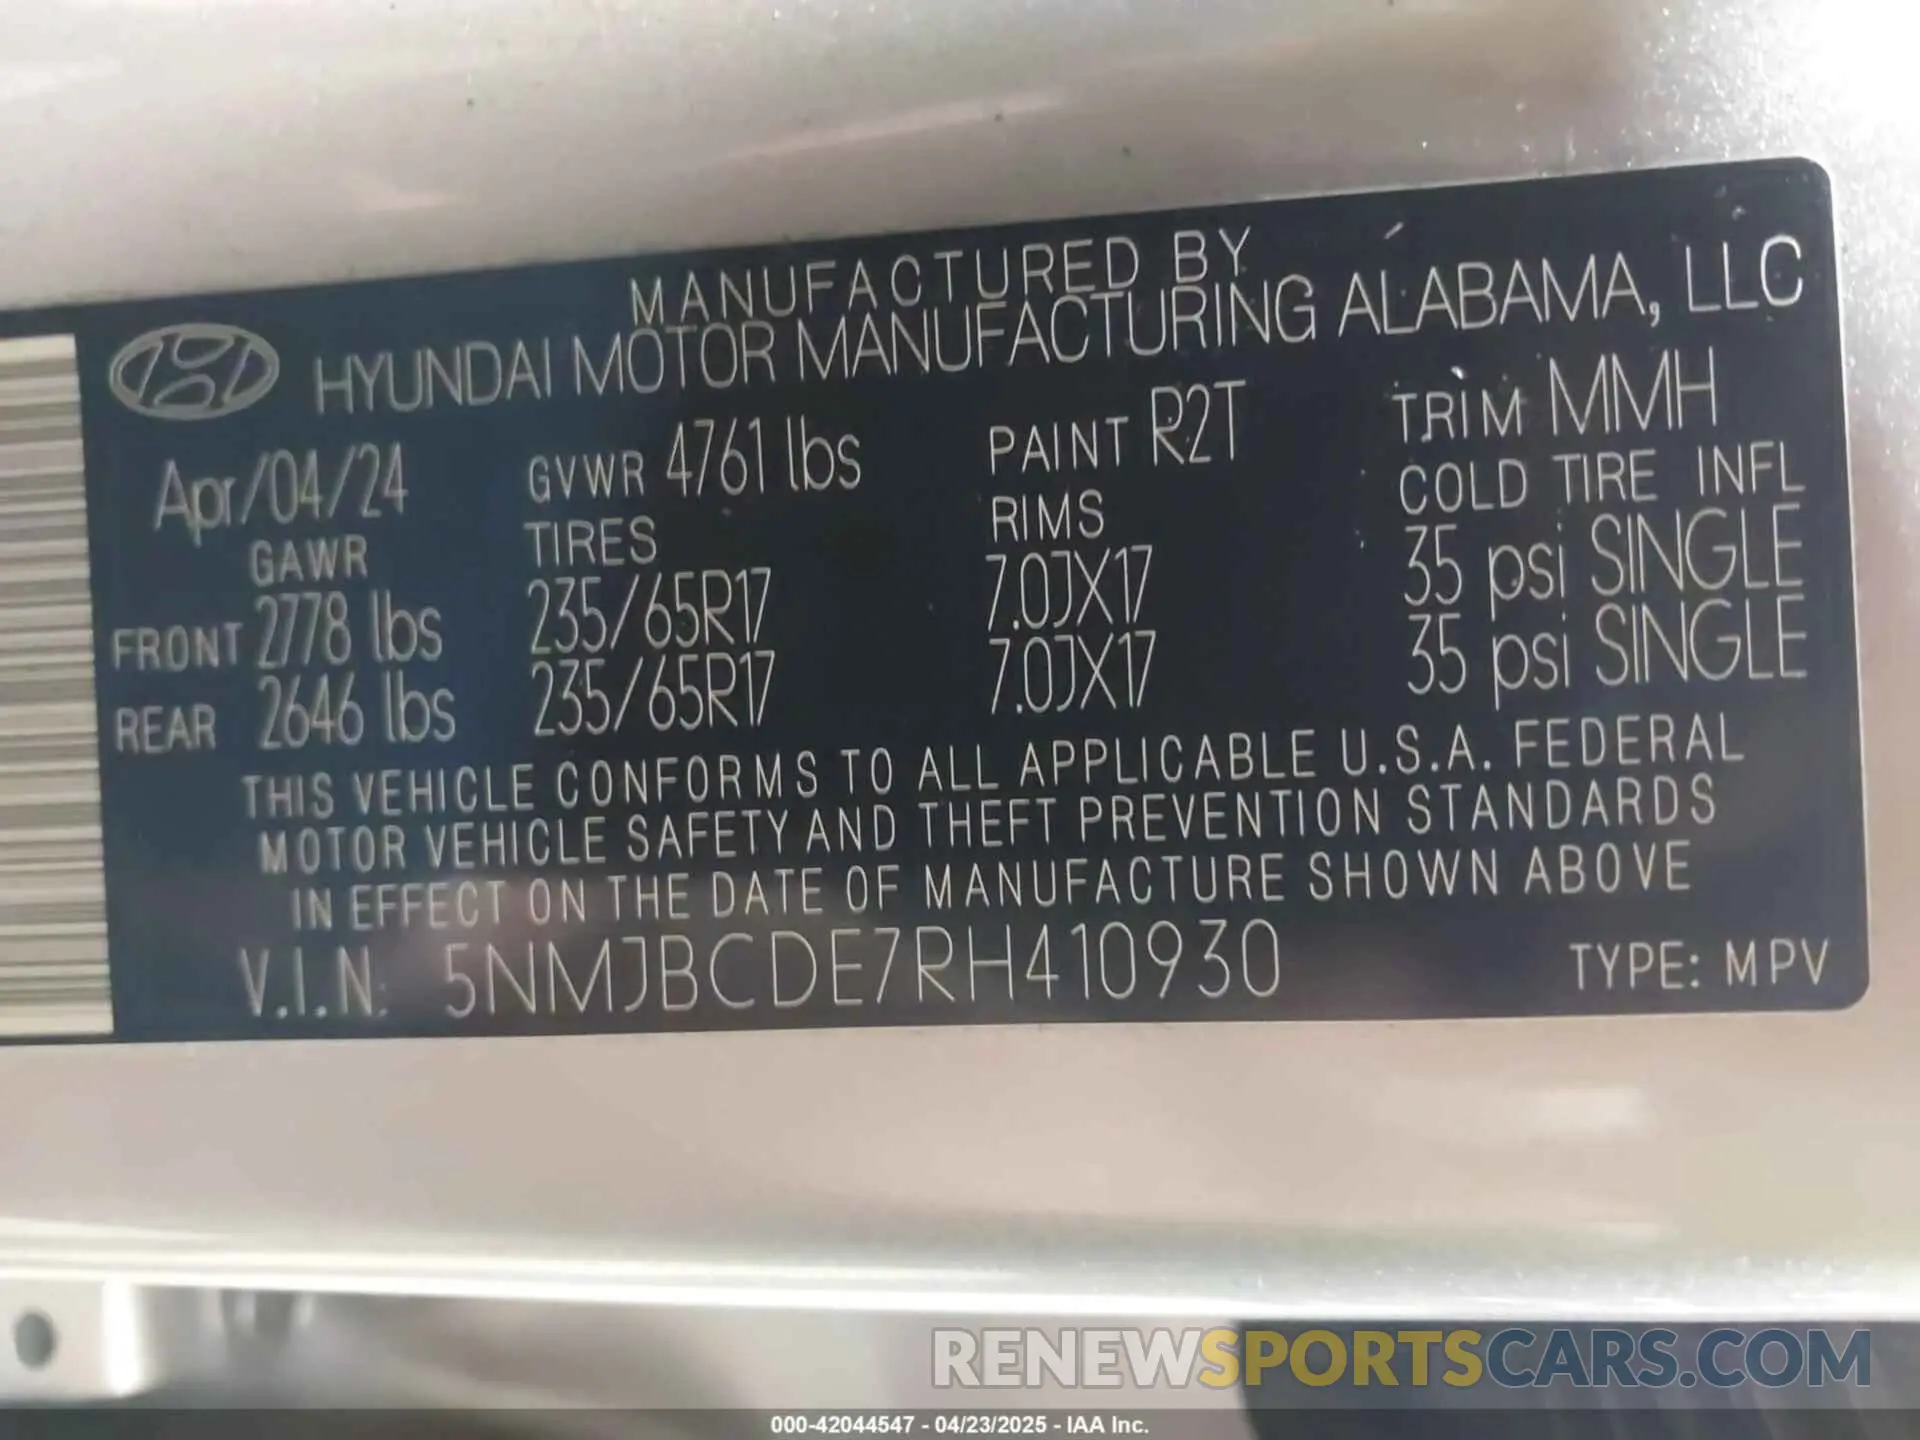 MANUFACTURED BY
HYUNDAI MOTOR MANUFACTURING ALABAMA, LLC
Apr/04/24 GVWR 4761 lbs PAINT R2T TRIM MMH
GAWR TIRES RIMS COLD TIRE INFL
FRONT 2778 lbs 235/65R17 7.0JX17 35 psi SINGLE
REAR 2646 lbs 235/65R17 7.0JX17 35 psi SINGLE
THIS VEHICLE CONFORMS TO ALL APPLICABLE U.S.A. FEDERAL
MOTOR VEHICLE SAFETY AND THEFT PREVENTION STANDARDS
IN EFFECT ON THE DATE OF MANUFACTURE SHOWN ABOVE
V.I.N: 5NMJBCDE7RH410930 TYPE: MPV
RENEWSPORTSCARS.COM
000-42044547 - 04/23/2025 - IAA Inc.